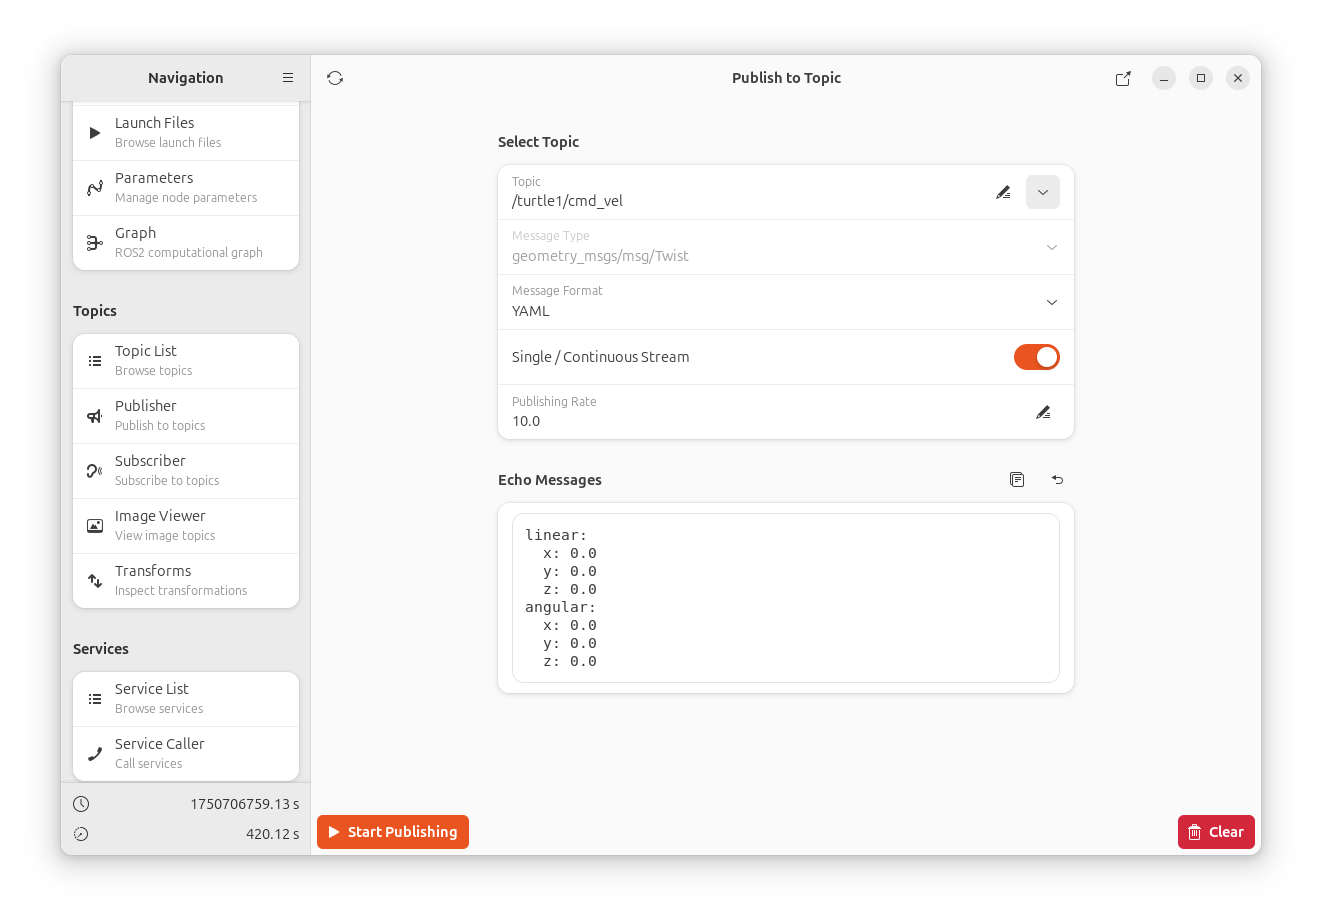 Navigation
Launch Files
Browse launch files
Parameters
Manage node parameters
Graph
ROS2 computational graph
Topics
Topic List
Browse topics
Publisher
Publish to topics
Subscriber
Subscribe to topics
Image Viewer
View image topics
Transforms
Inspect transformations
Services
Service List
Browse services
Service Caller
Call services
1750706759.13 s
420.12 s
Publish to Topic
Select Topic
Topic
/turtle1/cmd_vel
Message Type
geometry_msgs/msg/Twist
Message Format
YAML
Single / Continuous Stream
Publishing Rate
10.0
Echo Messages
linear:
  x: 0.0
  y: 0.0
  z: 0.0
angular:
  x: 0.0
  y: 0.0
  z: 0.0
Start Publishing
Clear